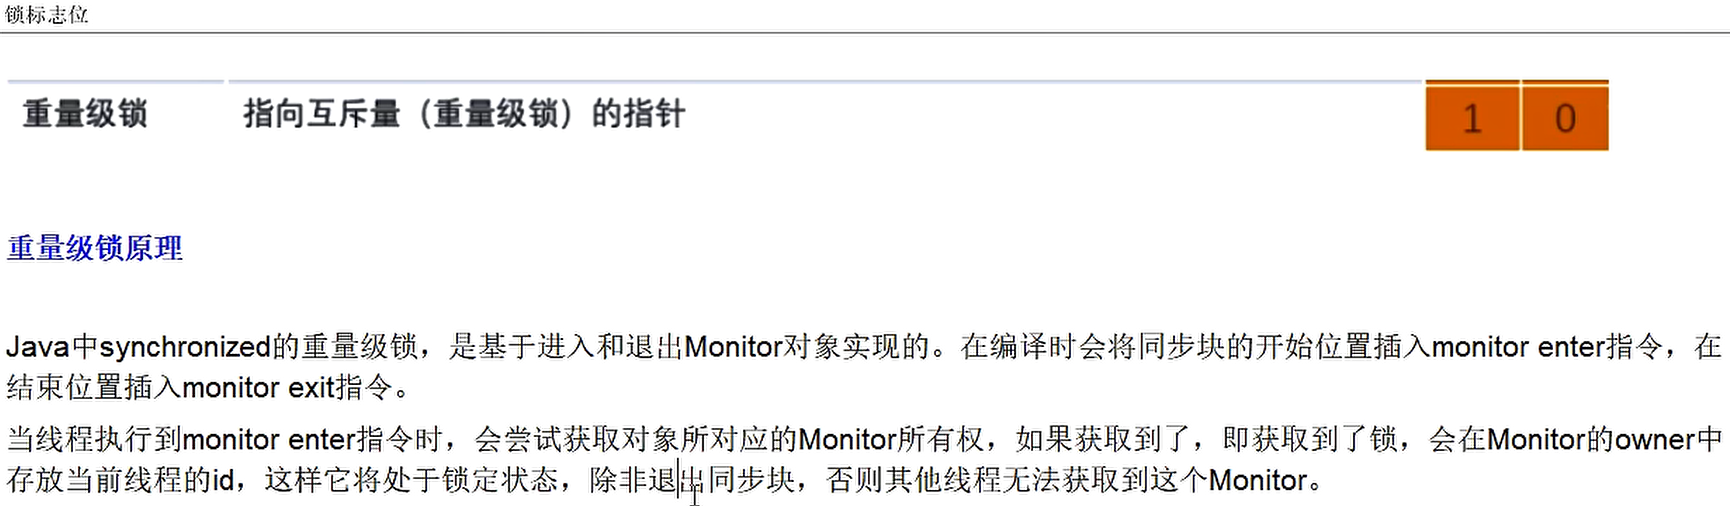 锁标志位
重量级锁 指向互斥量（重量级锁）的指针 1 0
重量级锁原理
Java中synchronized的重量级锁，是基于进入和退出Monitor对象实现的。在编译时会将同步块的开始位置插入monitor enter指令，在
结束位置插入monitor exit指令。
当线程执行到monitor enter指令时，会尝试获取对象所对应的Monitor所有权，如果获取到了，即获取到了锁，会在Monitor的owner中
存放当前线程的id，这样它将处于锁定状态，除非退出同步块，否则其他线程无法获取到这个Monitor。